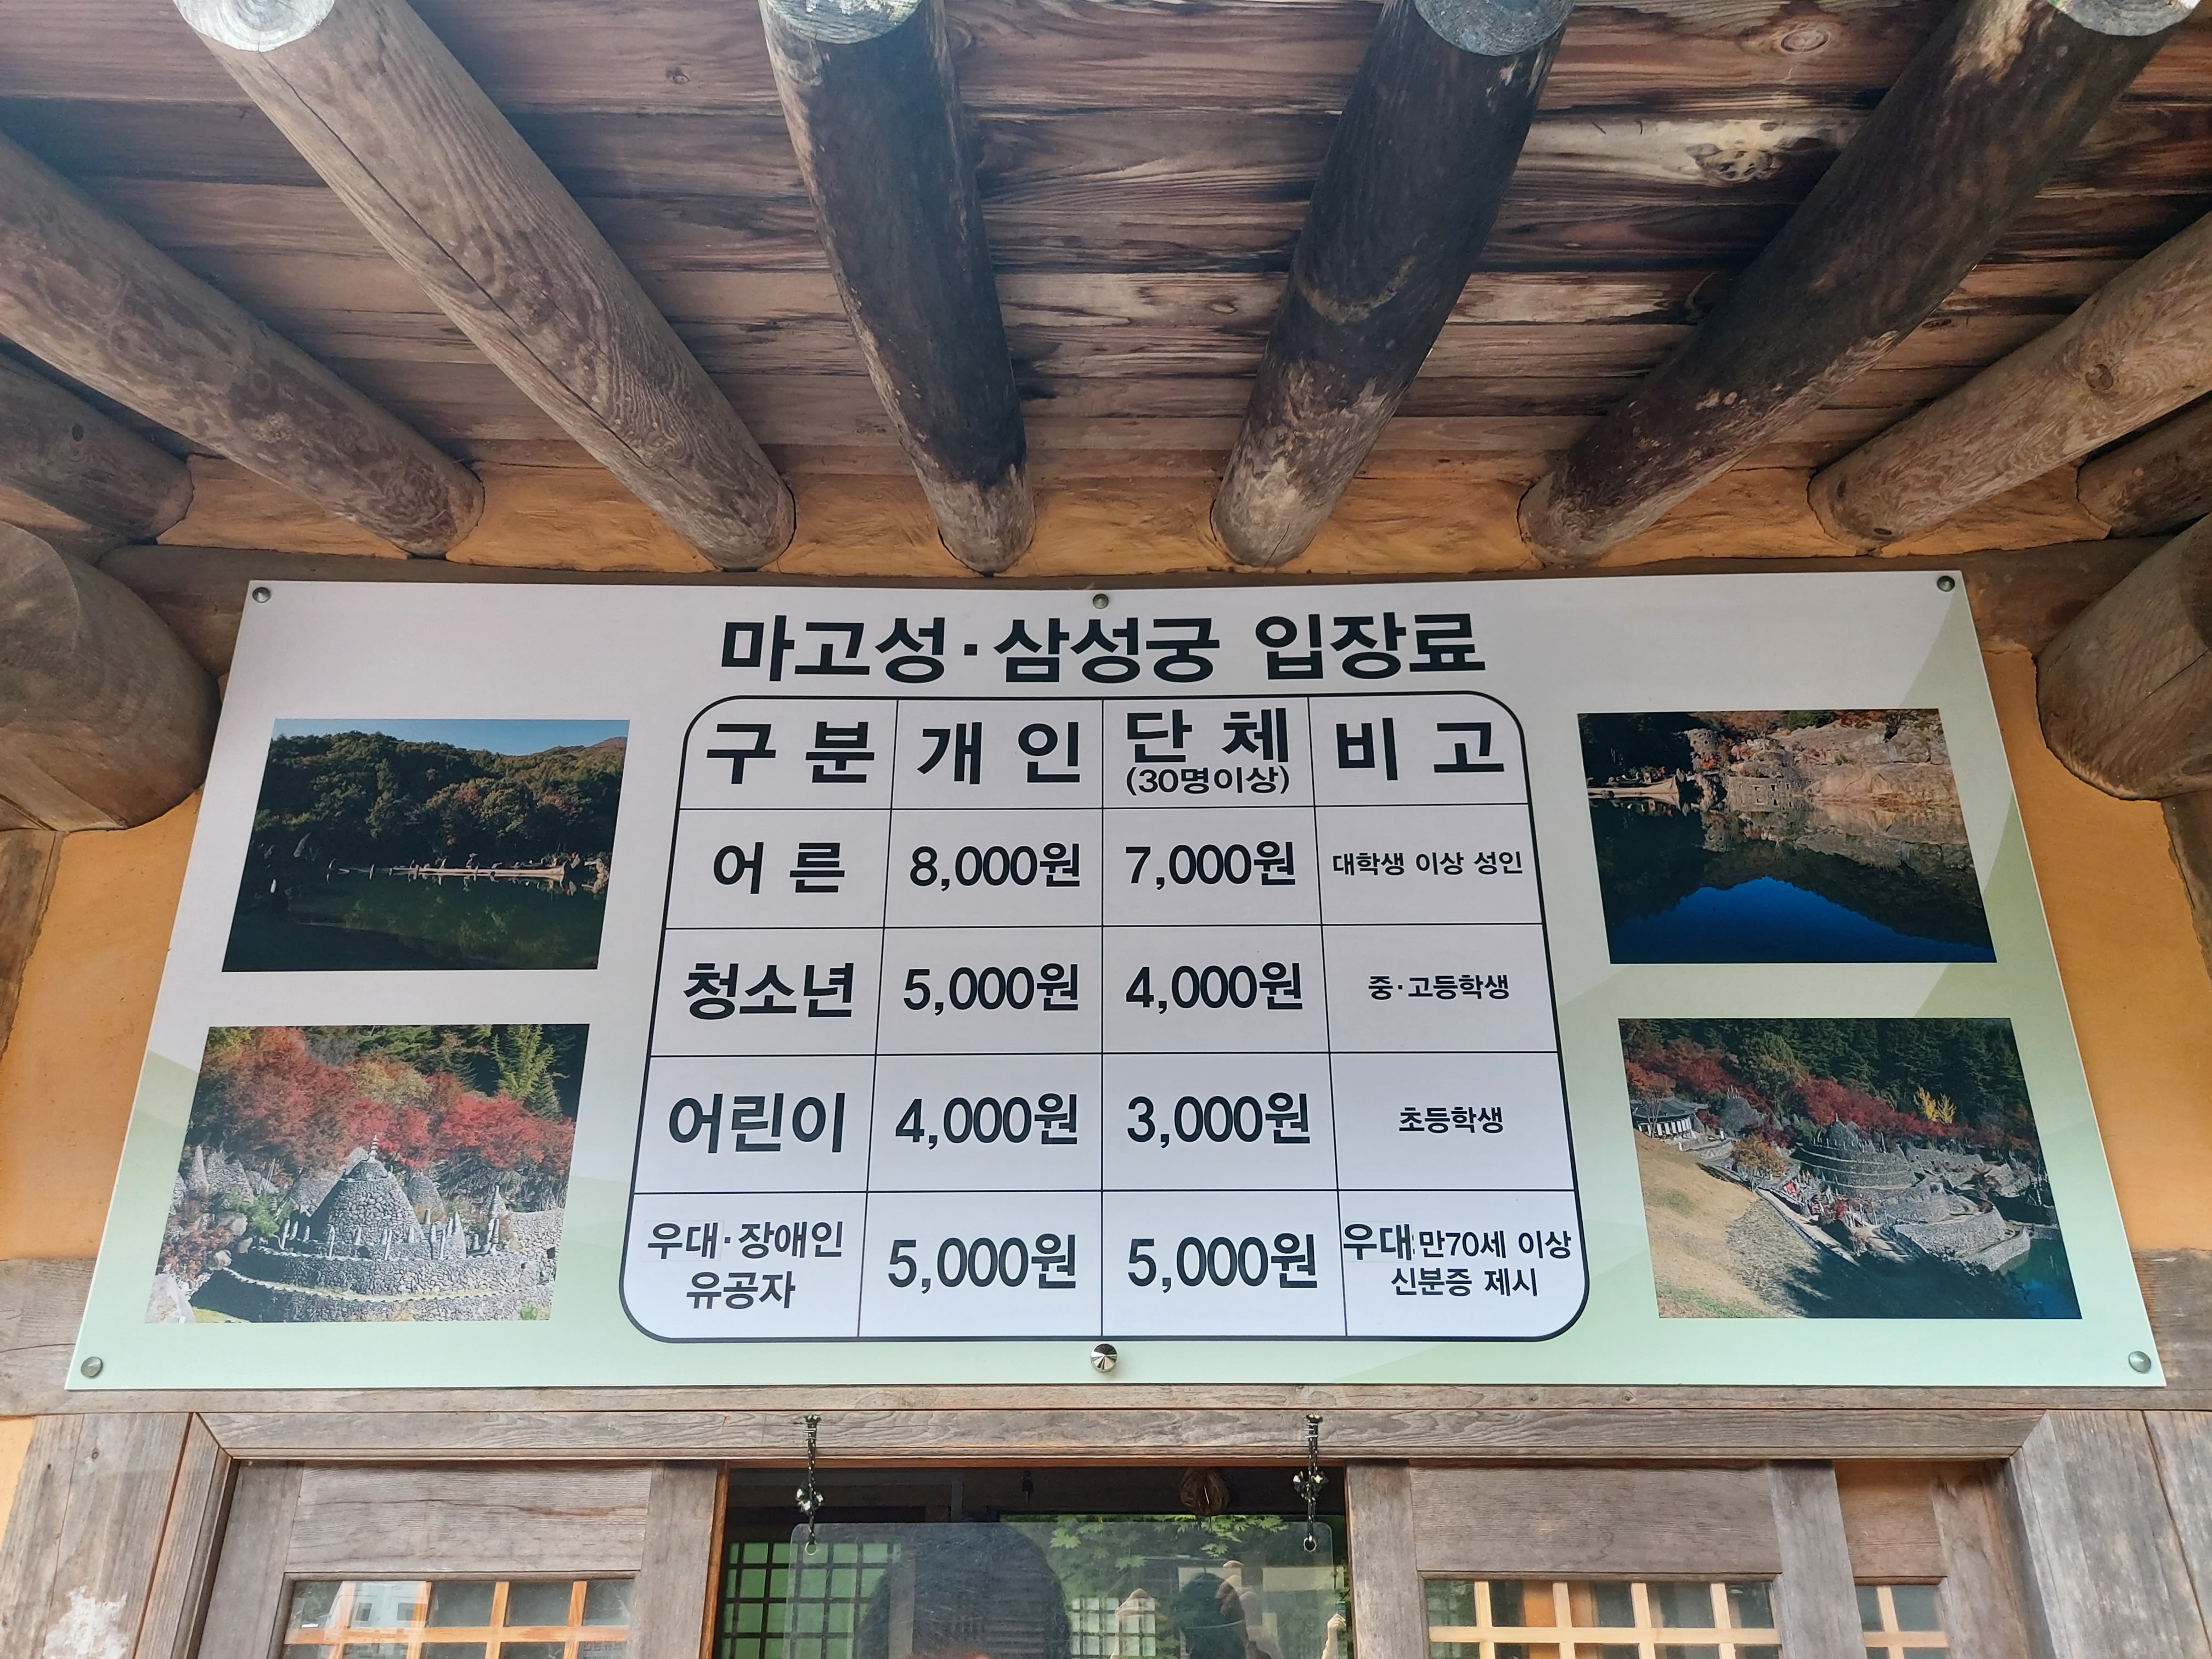 마고성·삼성궁 입장료
구 분 개 인 단 체 비 고
(30명이상)
어 른 8,000원 7,000원 대학생 이상 성인
청소년 5,000원 4,000원 중·고등학생
어린이 4,000원 3,000원 초등학생
우대·장애인 유공자 5,000원 5,000원 우대:만70세 이상
신분증 제시